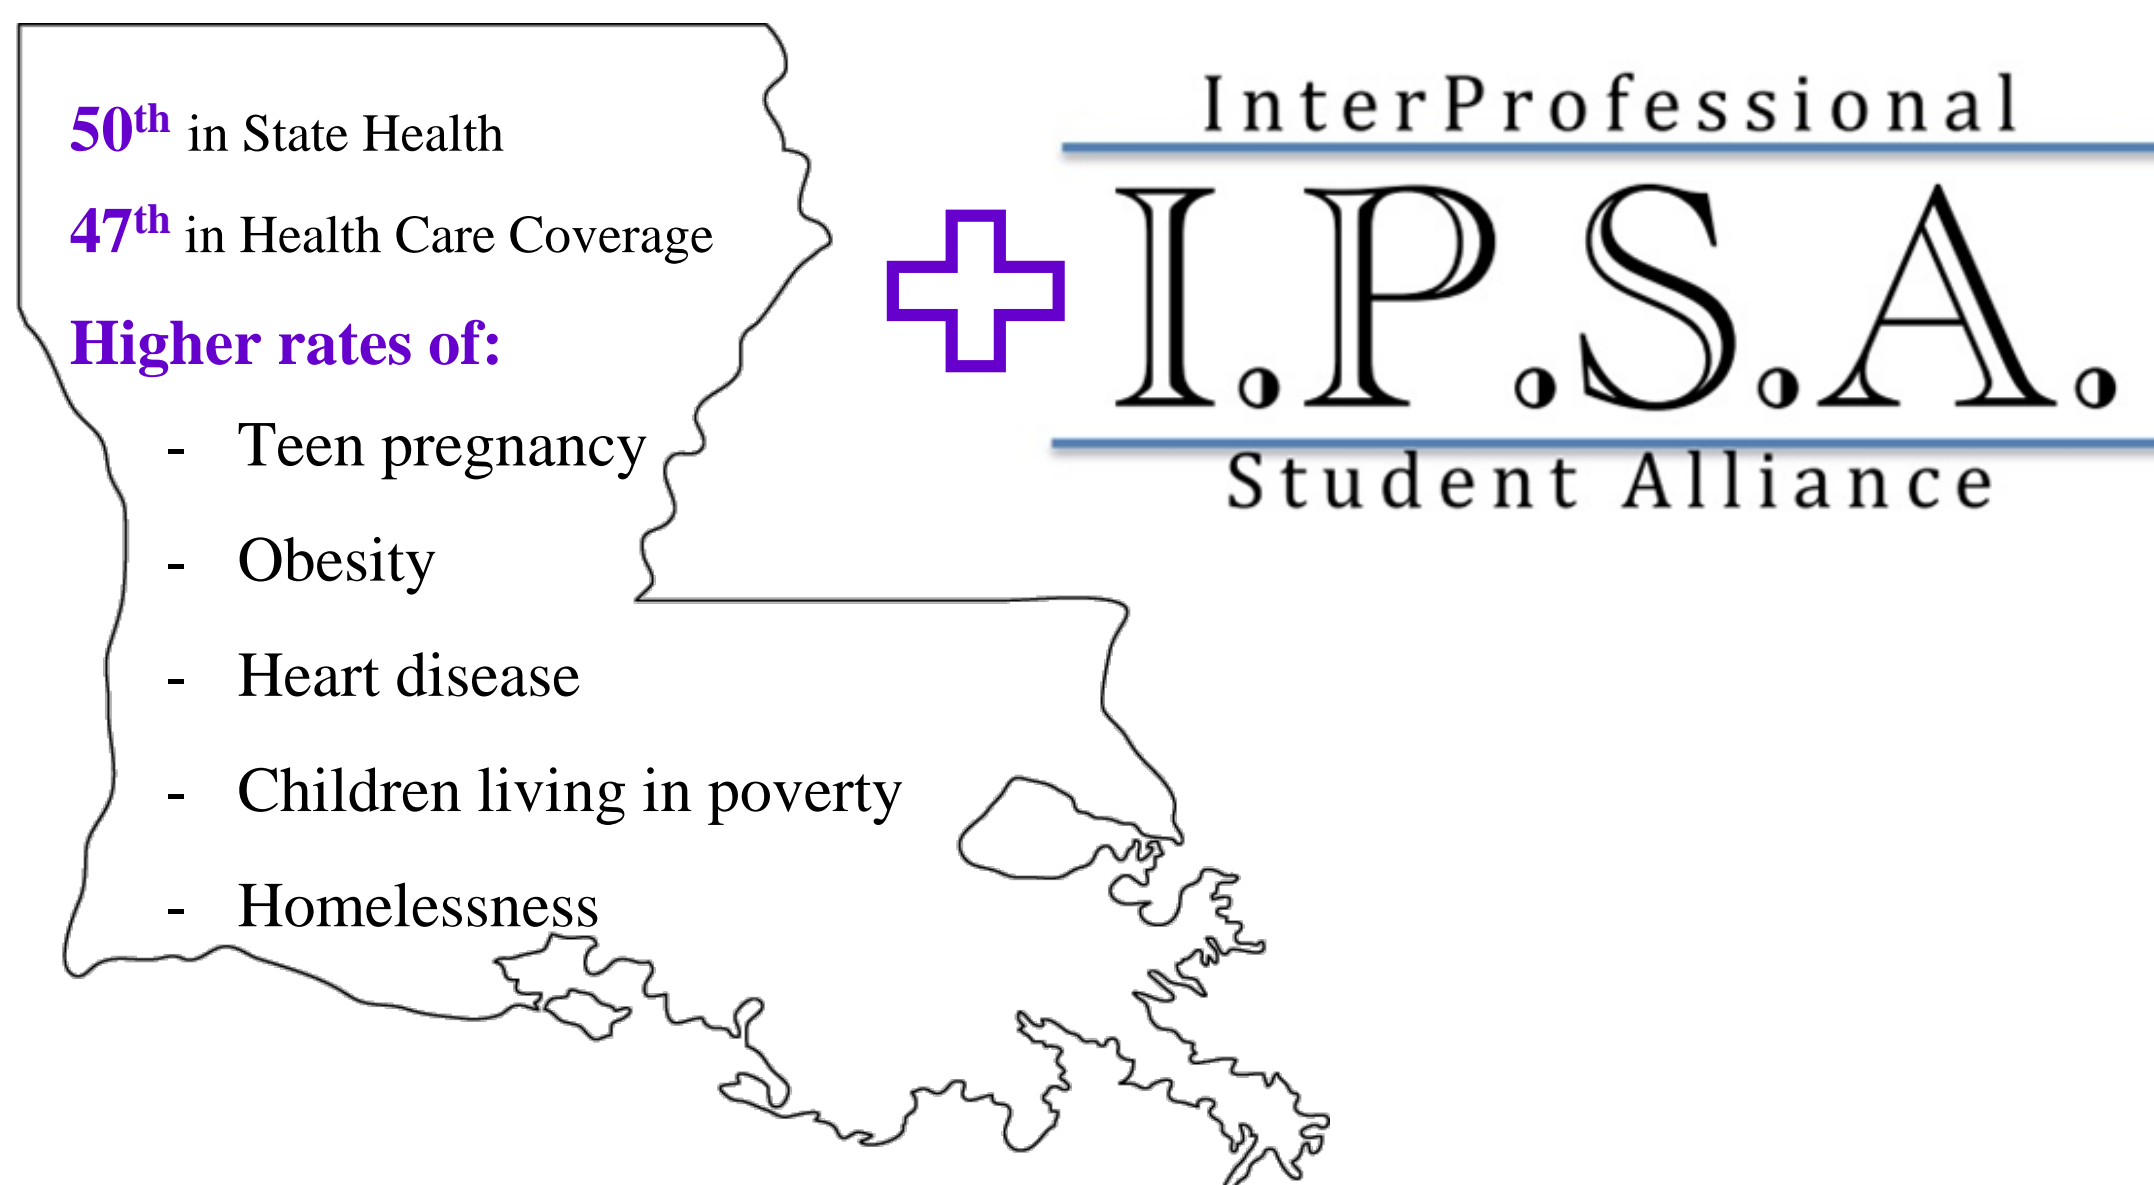 50th in State Health
47th in Health Care Coverage
Higher rates of:
- Teen pregnancy
- Obesity
- Heart disease
- Children living in poverty
- Homelessness
InterProfessional
I.P.S.A.
Student Alliance